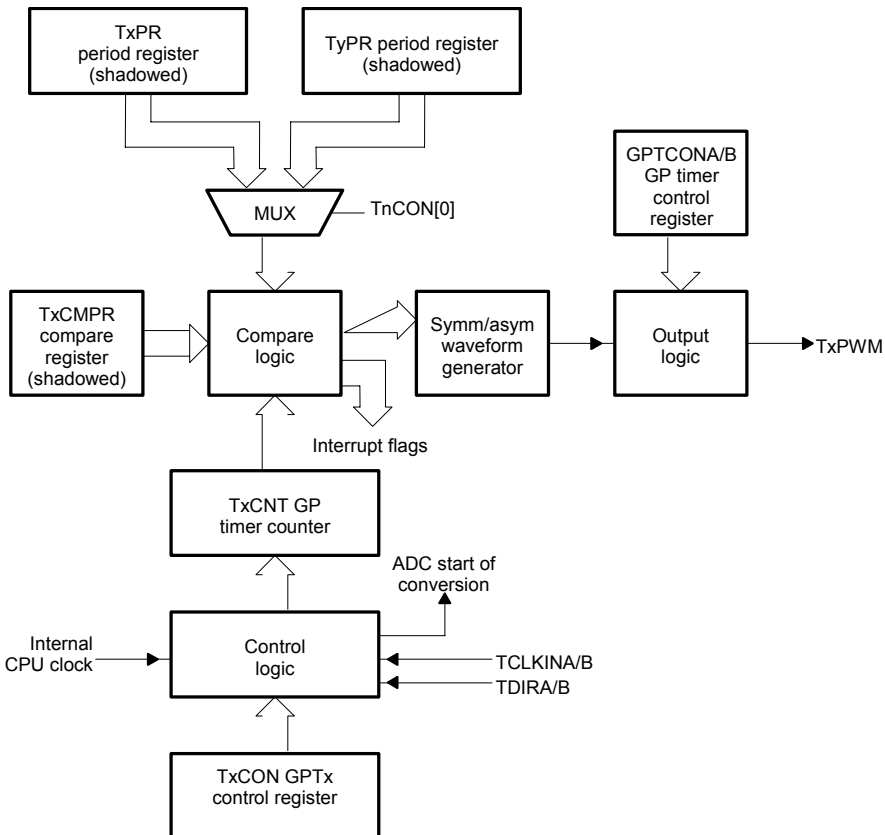 TxPR
period register
(shadowed)
TyPR period register
(shadowed)
GPTCONA/B
GP timer
control
register
MUX
TnCON[0]
TxCMPR
compare
register
(shadowed)
Compare
logic
Symm/asym
waveform
generator
Output
logic
TxPWM
Interrupt flags
TxCNT GP
timer counter
ADC start of
conversion
Internal
CPU clock
Control
logic
TCLKINA/B
TDIRA/B
TxCON GPTx
control register